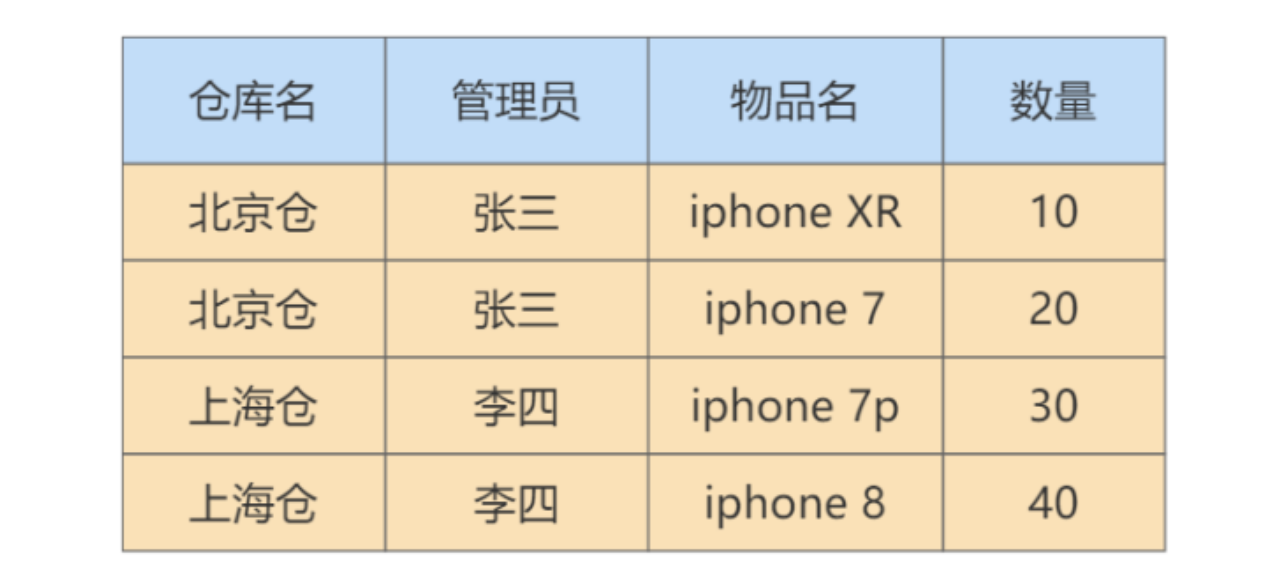 仓库名 管理员 物品名 数量
北京仓 张三 iphone XR 10
北京仓 张三 iphone 7 20
上海仓 李四 iphone 7p 30
上海仓 李四 iphone 8 40